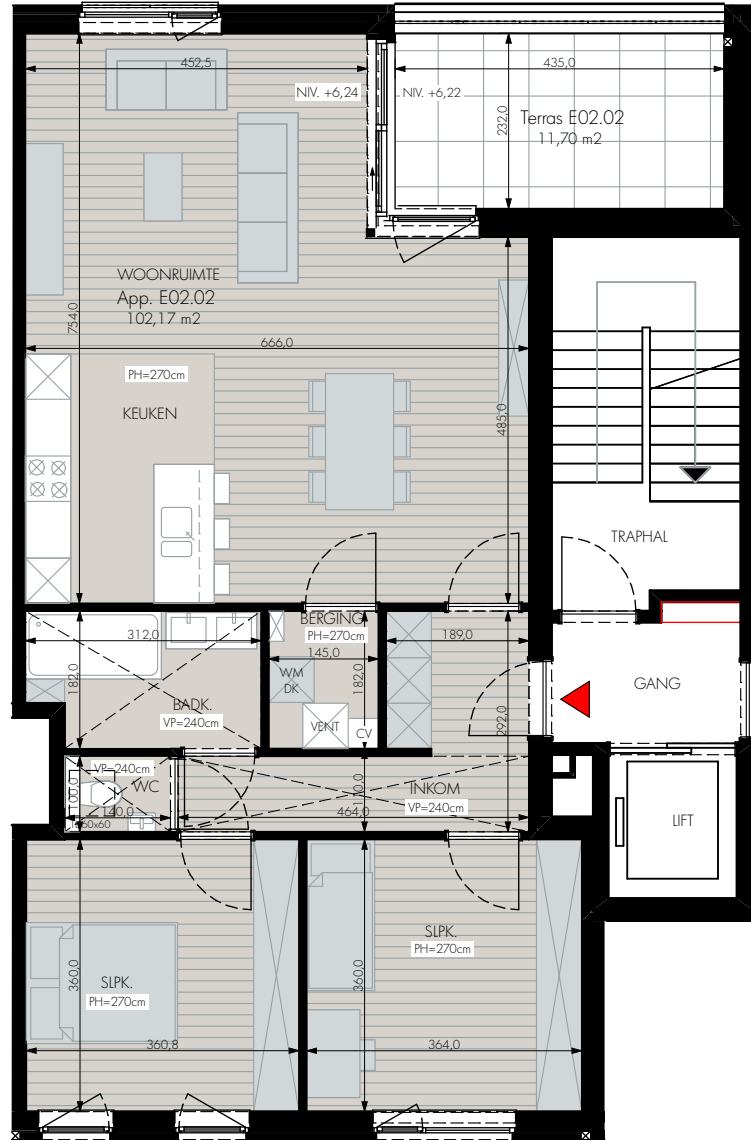 452,5
435,0
NIV. +6,24
NIV. +6,22
232,0
Terras E02.02
11,70 m2
WOONRUIMTE
App. E02.02
102,17 m2
754,0
666,0
PH=270cm
KEUKEN
485,0
TRAPHAL
BERGING
PH=270cm
312,0
145,0
189,0
182,0
WM
DK
182,0
GANG
BADK.
VP=240cm
VENT
CV
292,0
VP=240cm
WC
100,0
140,0
60x60
110,0
INKOM
VP=240cm
464,0
LIFT
SLPK.
PH=270cm
360,0
SLPK.
PH=270cm
360,0
360,8
364,0